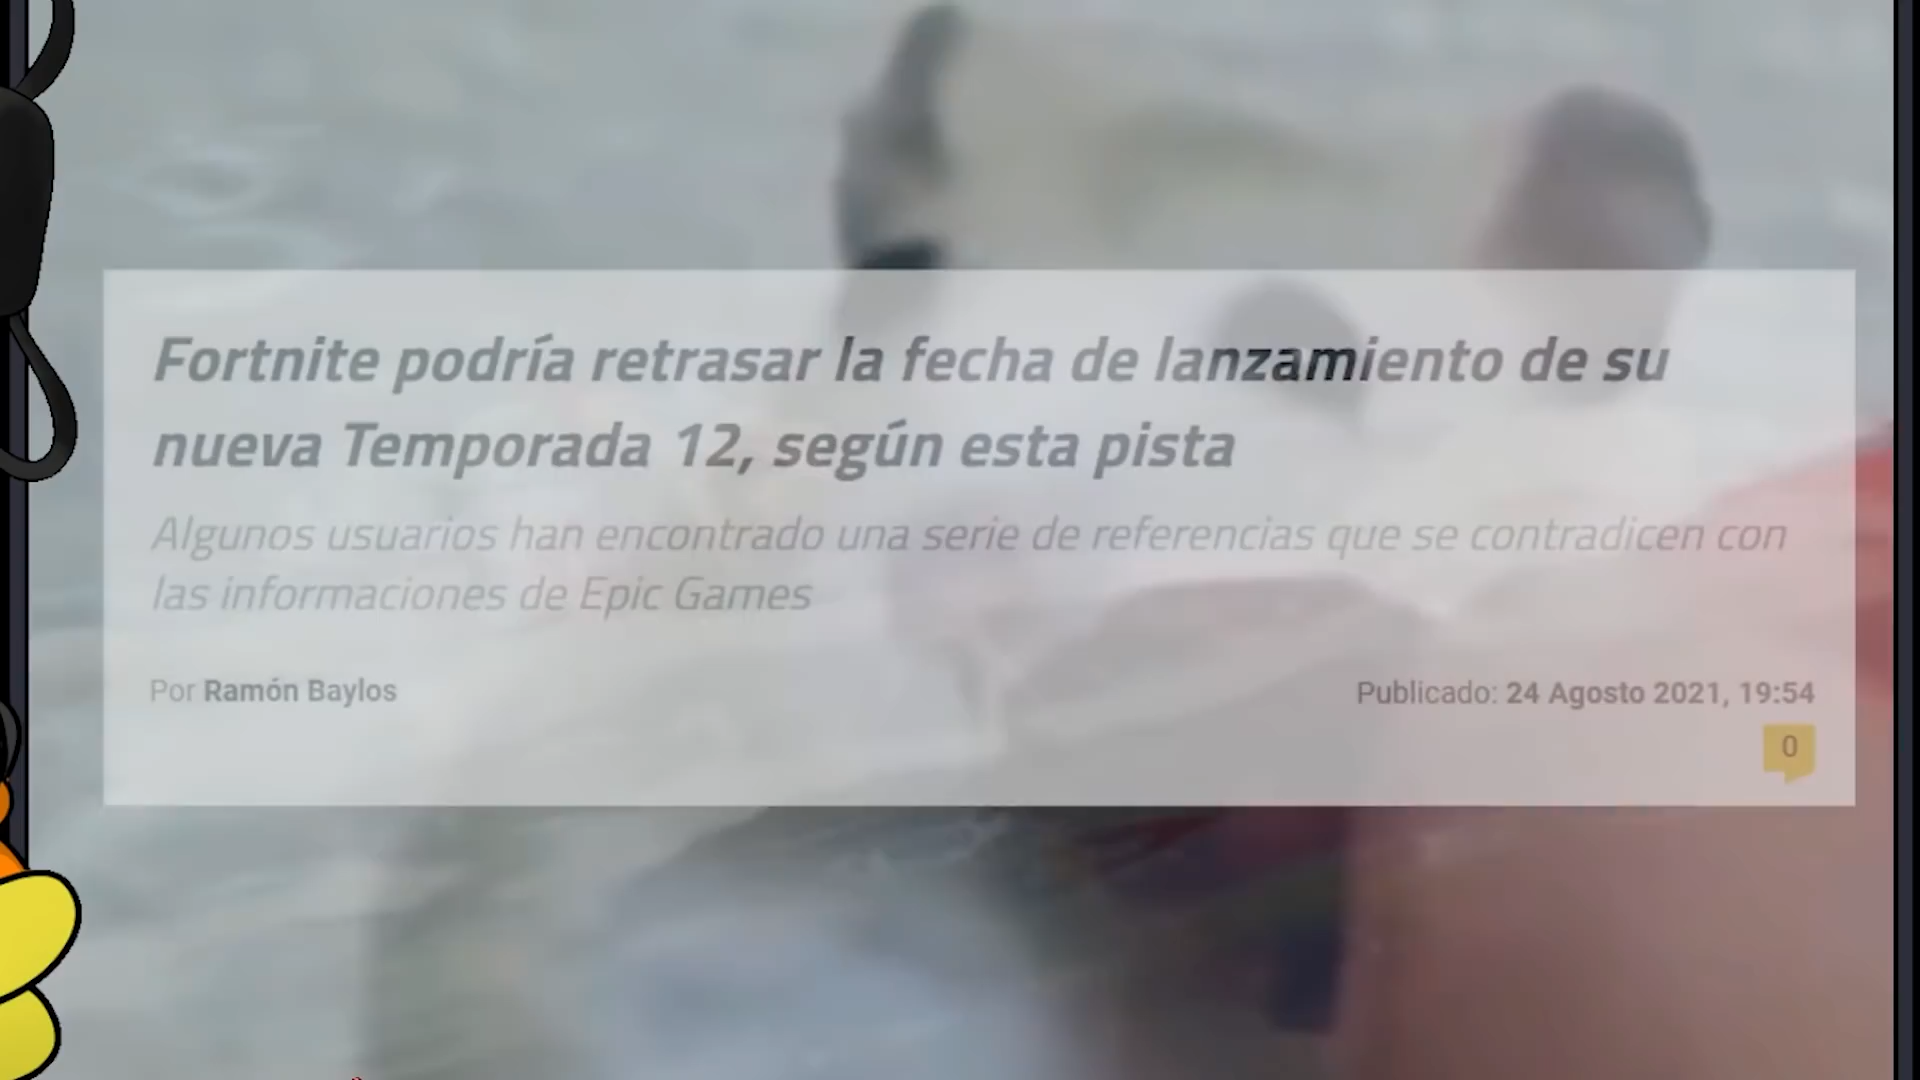 Fortnite podría retrasar la fecha de lanzamiento de su
nueva Temporada 12, según esta pista
Algunos usuarios han encontrado una serie de referencias que se contradicen con
las informaciones de Epic Games
Por Ramón Baylos
Publicado: 24 Agosto 2021, 19:54
0